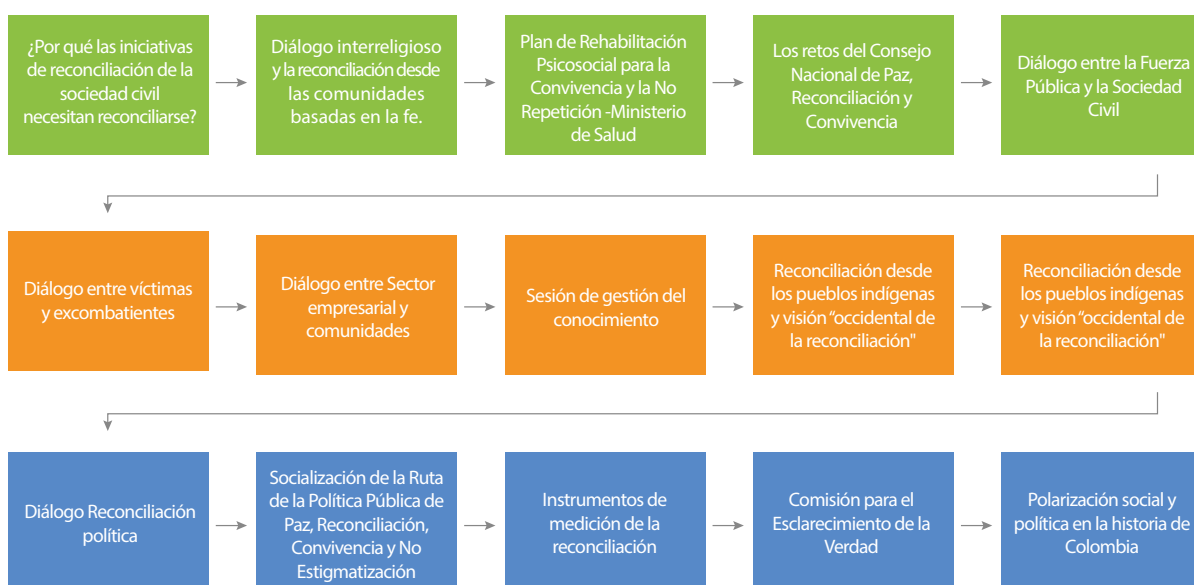 ¿Por qué las iniciativas
de reconciliación de la
sociedad civil
necesitan reconciliarse?
Diálogo interreligioso
y la reconciliación desde
las comunidades
basadas en la fe.
Plan de Rehabilitación
Psicosocial para la
Convivencia y la No
Repetición -Ministerio
de Salud
Los retos del Consejo
Nacional de Paz,
Reconciliación y
Convivencia
Diálogo entre la Fuerza
Pública y la Sociedad
Civil
Diálogo entre víctimas
y excombatientes
Diálogo entre Sector
empresarial y
comunidades
Sesión de gestión del
conocimiento
Reconciliación desde
los pueblos indígenas
y visión “occidental de
la reconciliación"
Reconciliación desde
los pueblos indígenas
y visión “occidental de
la reconciliación"
Diálogo Reconciliación
política
Socialización de la Ruta
de la Política Pública de
Paz, Reconciliación,
Convivencia y No
Estigmatización
Instrumentos de
medición de la
reconciliación
Comisión para el
Esclarecimiento de la
Verdad
Polarización social y
política en la historia de
Colombia